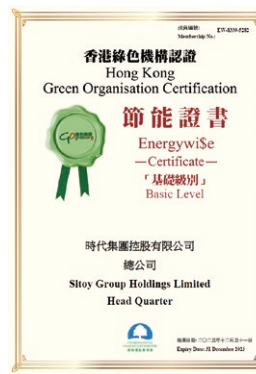 Membership No.:
香港綠色機構認證
Hong Kong
Green Organisation Certification
節能證書
Energywi$e
—Certificate—
「基礎級別」
Basic Level
時代集團控股有限公司
總公司
Sitoy Group Holdings Limited
Head Quarter
Expiry Date: 31 December 2025